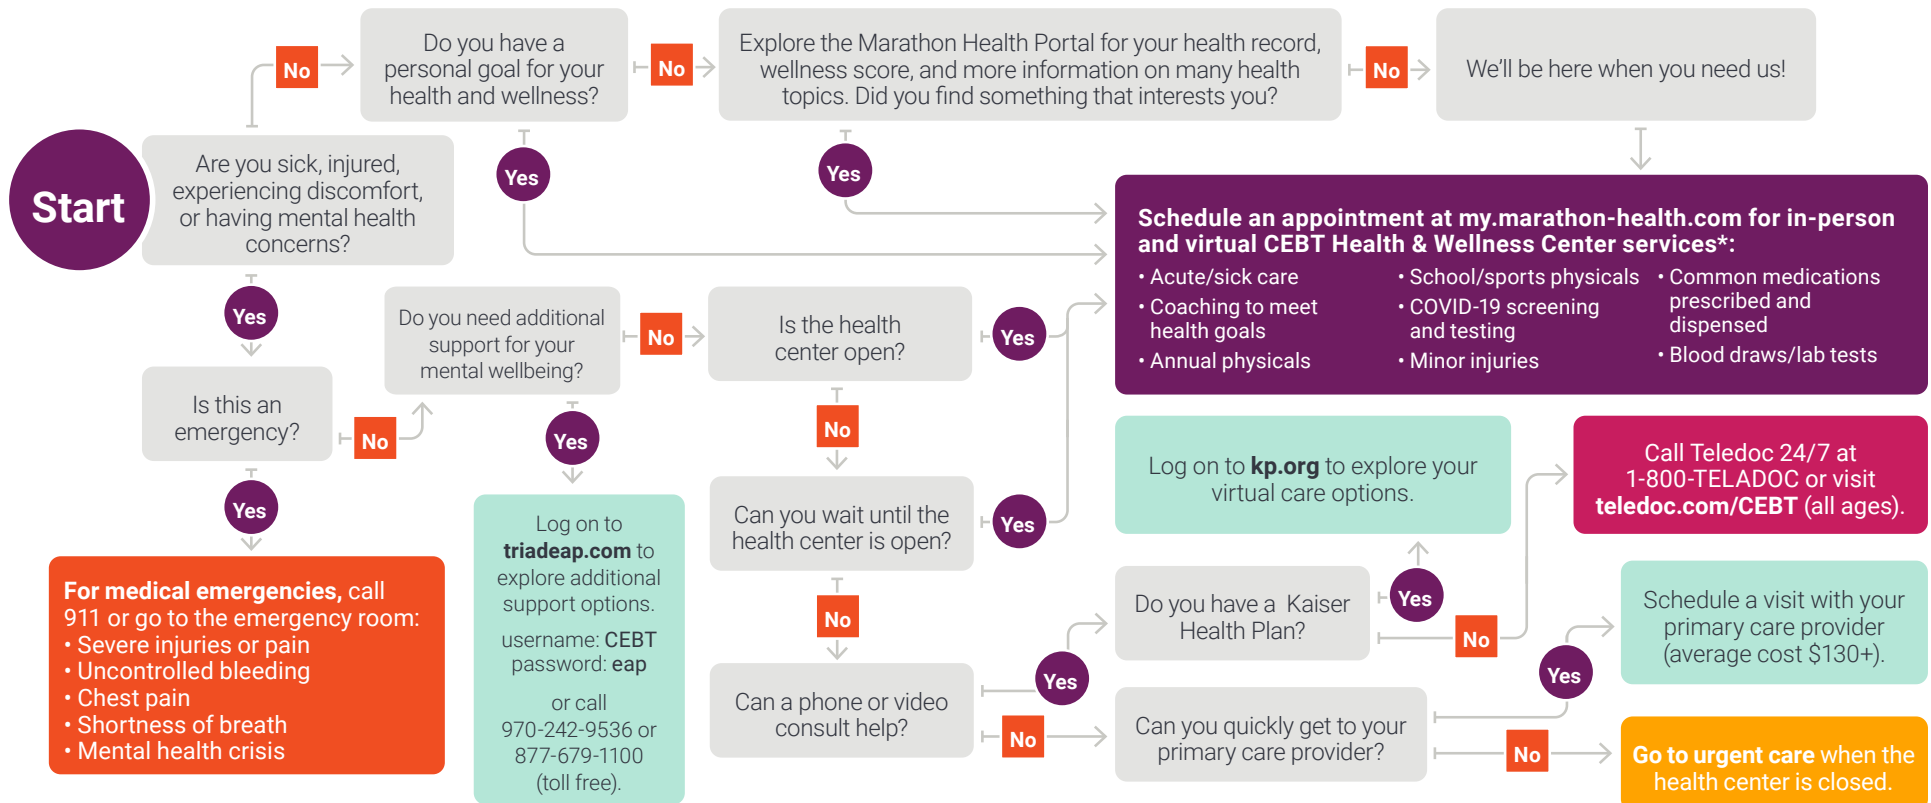 Start
Are you sick, injured,
experiencing discomfort,
or having mental health
concerns?
No
Do you have a
personal goal for your
health and wellness?
No
Explore the Marathon Health Portal for your health record,
wellness score, and more information on many health
topics. Did you find something that interests you?
No
We'll be here when you need us!
Yes
Yes
Schedule an appointment at my.marathon-health.com for in-person
and virtual CEBT Health & Wellness Center services*:
• Acute/sick care
• Coaching to meet
health goals
• Annual physicals
• School/sports physicals
• COVID-19 screening
and testing
• Minor injuries
• Common medications
prescribed and
dispensed
• Blood draws/lab tests
Yes
Is this an
emergency?
No
Do you need additional
support for your
mental wellbeing?
No
Is the health
center open?
Yes
Yes
For medical emergencies, call
911 or go to the emergency room:
• Severe injuries or pain
• Uncontrolled bleeding
• Chest pain
• Shortness of breath
• Mental health crisis
Yes
Log on to
triadeap.com to
explore additional
support options.
username: CEBT
password: eap
or call
970-242-9536 or
877-679-1100
(toll free).
No
Can you wait until the
health center is open?
Yes
No
Can a phone or video
consult help?
Yes
Do you have a Kaiser
Health Plan?
Yes
Log on to kp.org to explore your
virtual care options.
No
Call Teledoc 24/7 at
1-800-TELADOC or visit
teledoc.com/CEBT (all ages).
No
Can you quickly get to your
primary care provider?
Yes
Schedule a visit with your
primary care provider
(average cost $130+).
No
Go to urgent care when the
health center is closed.